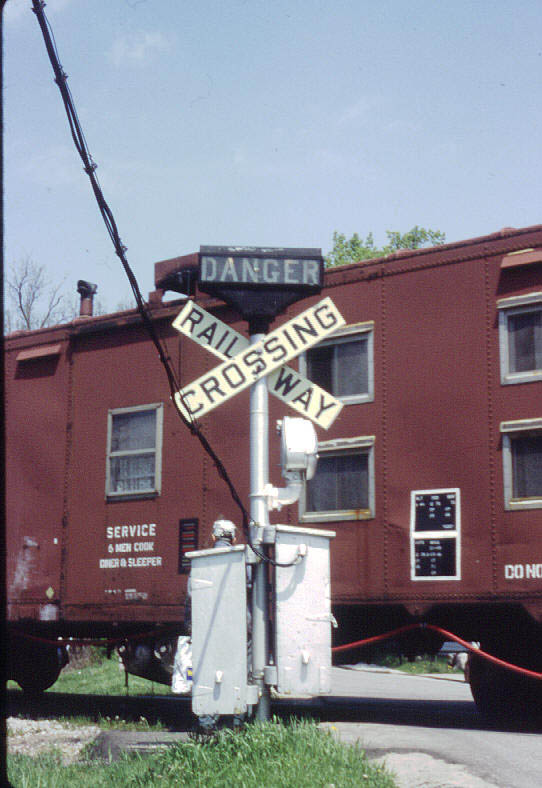 DANGER
RAIL WAY
CROSSING
SERVICE
6 MEN COOK
DINER & SLEEPER
DO NO